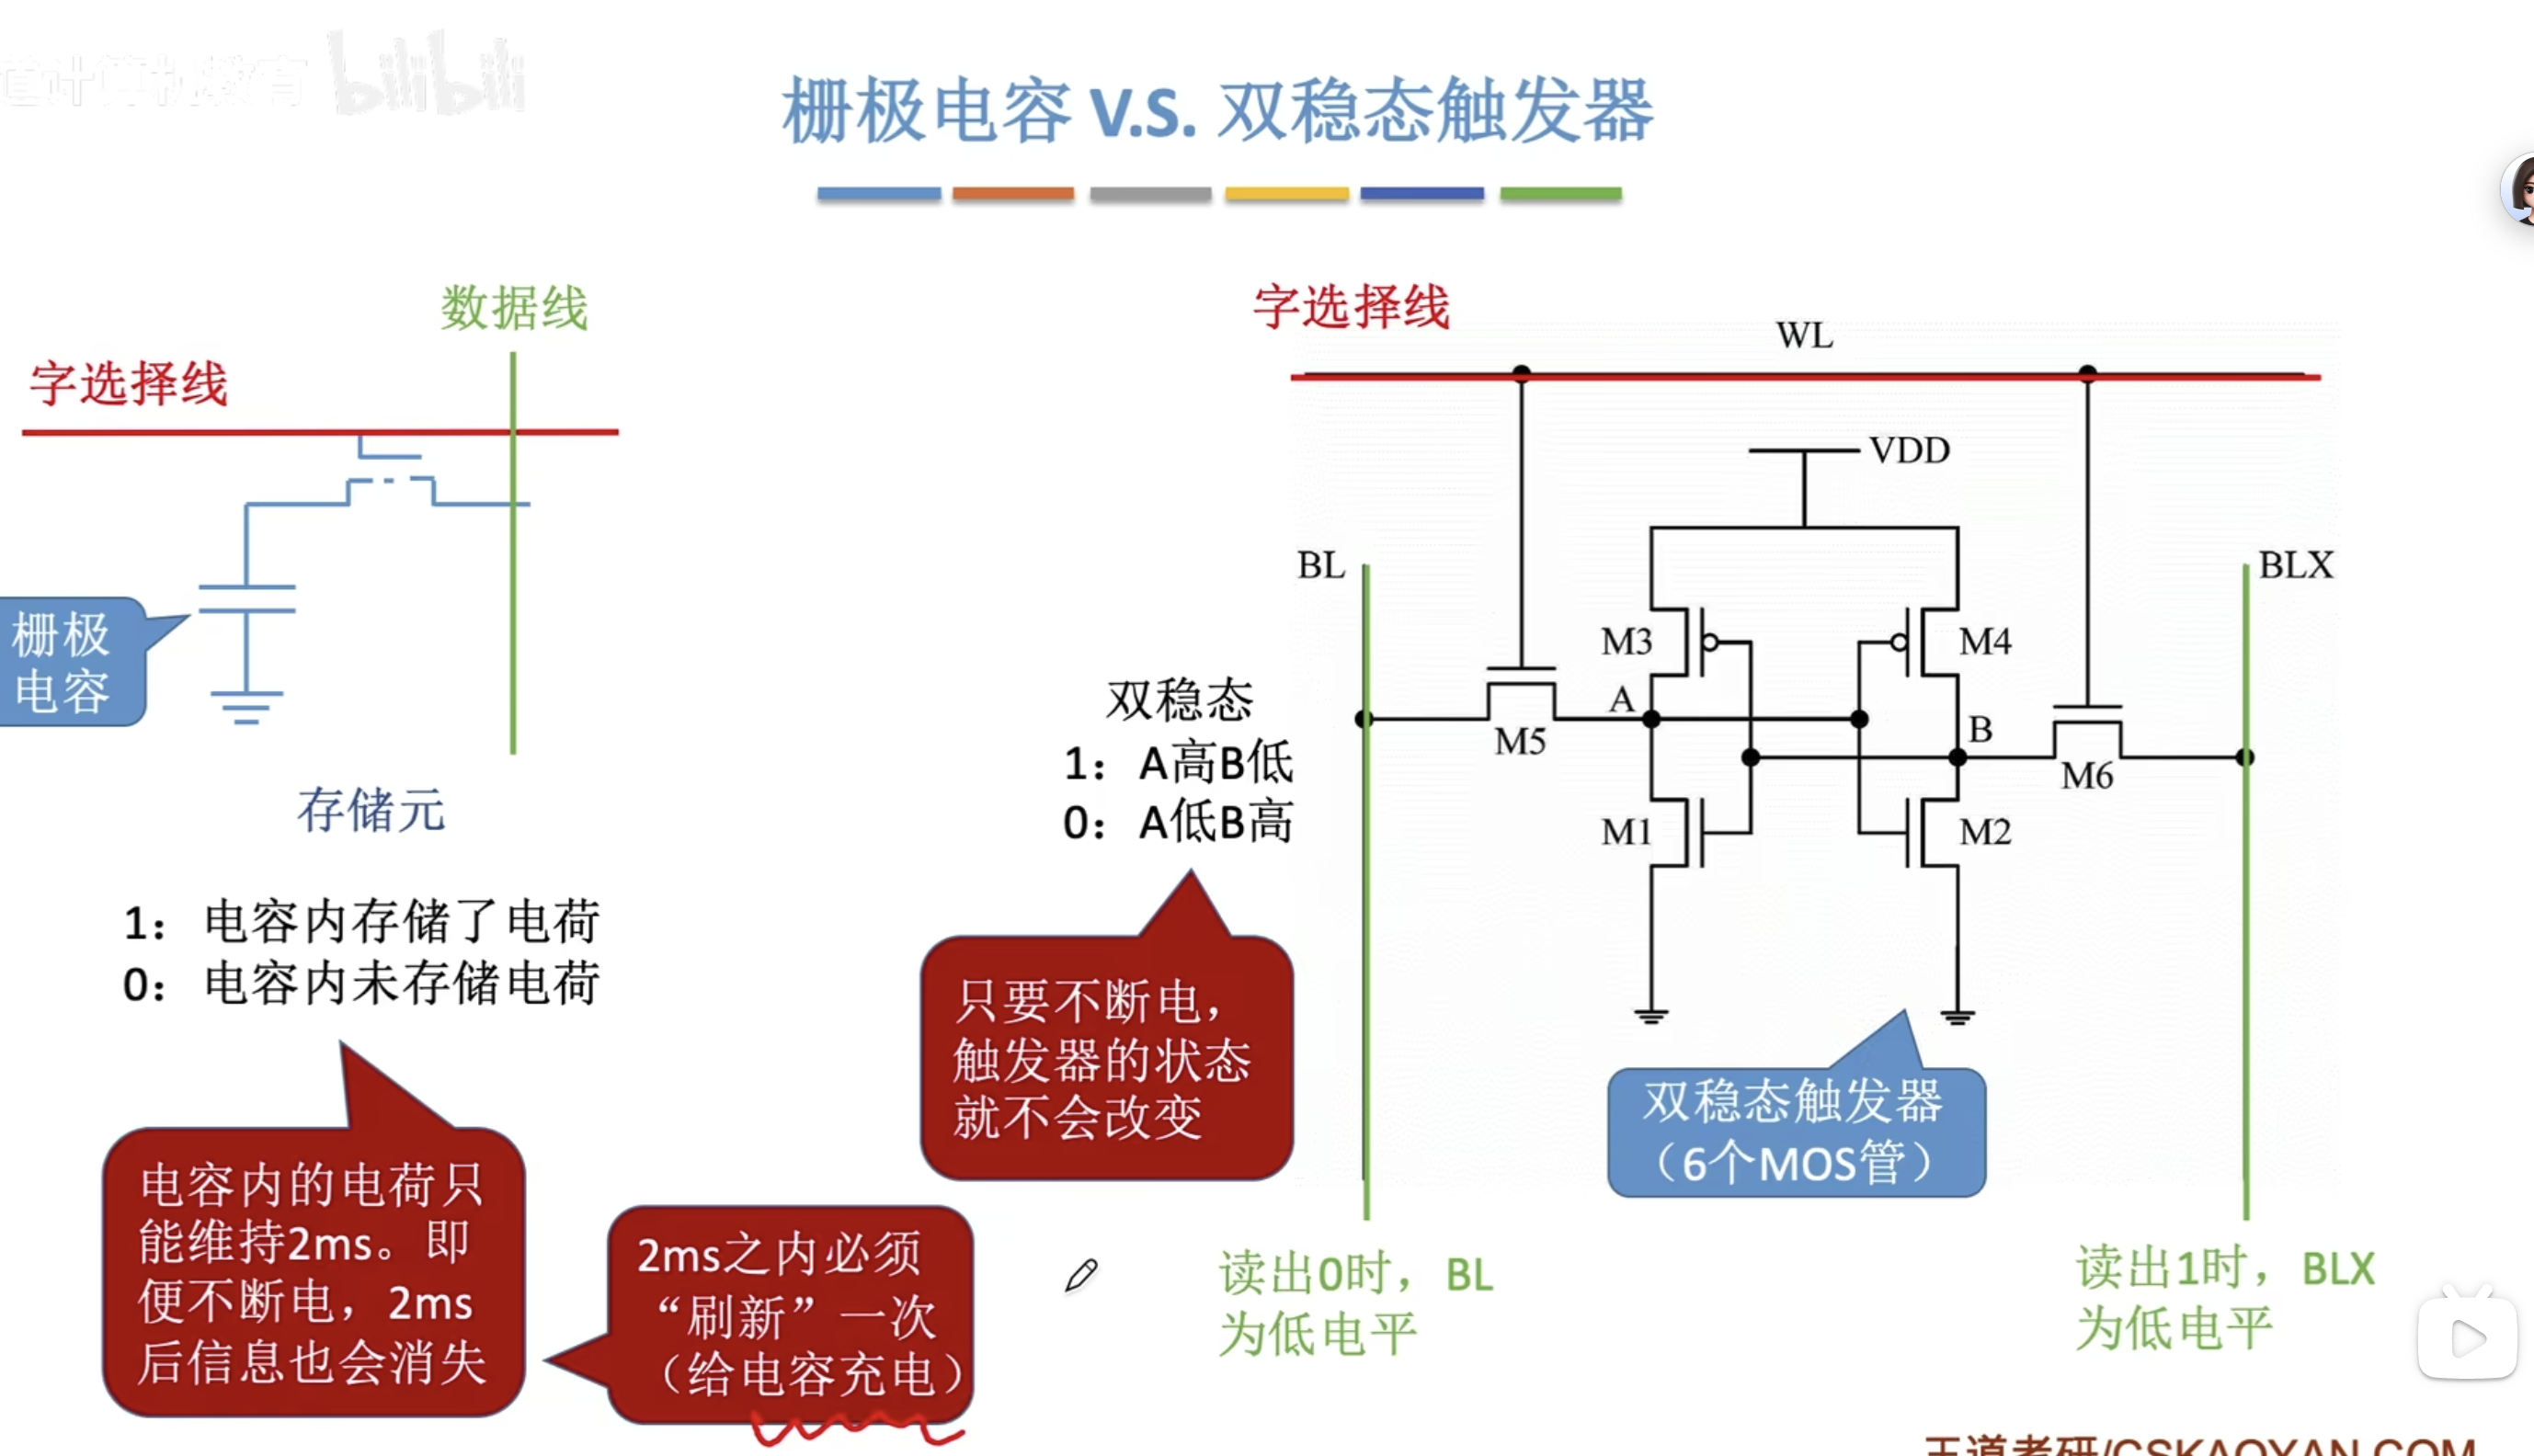 道计算机教育 bilibili
栅极电容 V.S. 双稳态触发器
数据线
字选择线
栅极
电容
存储元
1：电容内存储了电荷
0：电容内未存储电荷
电容内的电荷只
能维持2ms。即
便不断电，2ms
后信息也会消失
2ms之内必须
“刷新”一次
（给电容充电）
字选择线
WL
VDD
BL
BLX
M3
M4
A
B
M5
M6
M1
M2
双稳态
1：A高B低
0：A低B高
只要不断电，
触发器的状态
就不会改变
双稳态触发器
（6个MOS管）
读出0时，BL
为低电平
读出1时，BLX
为低电平
王道考研/CSKAOYAN.COM